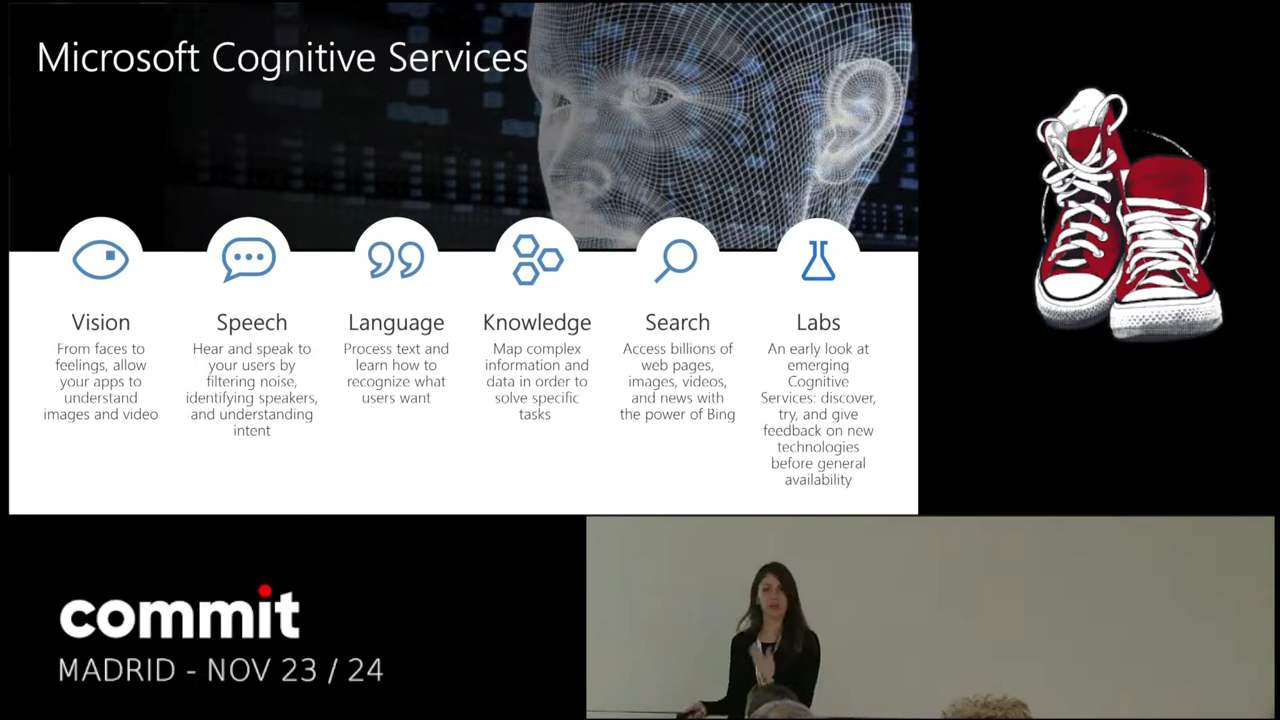 Microsoft Cognitive Services
Vision
From faces to
feelings, allow
your apps to
understand
images and video
Speech
Hear and speak to
your users by
filtering noise,
identifying speakers,
and understanding
intent
Language
Process text and
learn how to
recognize what
users want
Knowledge
Map complex
information and
data in order to
solve specific
tasks
Search
Access billions of
web pages,
images, videos,
and news with
the power of Bing
Labs
An early look at
emerging
Cognitive
Services: discover,
try, and give
feedback on new
technologies
before general
availability
commit
MADRID - NOV 23 / 24